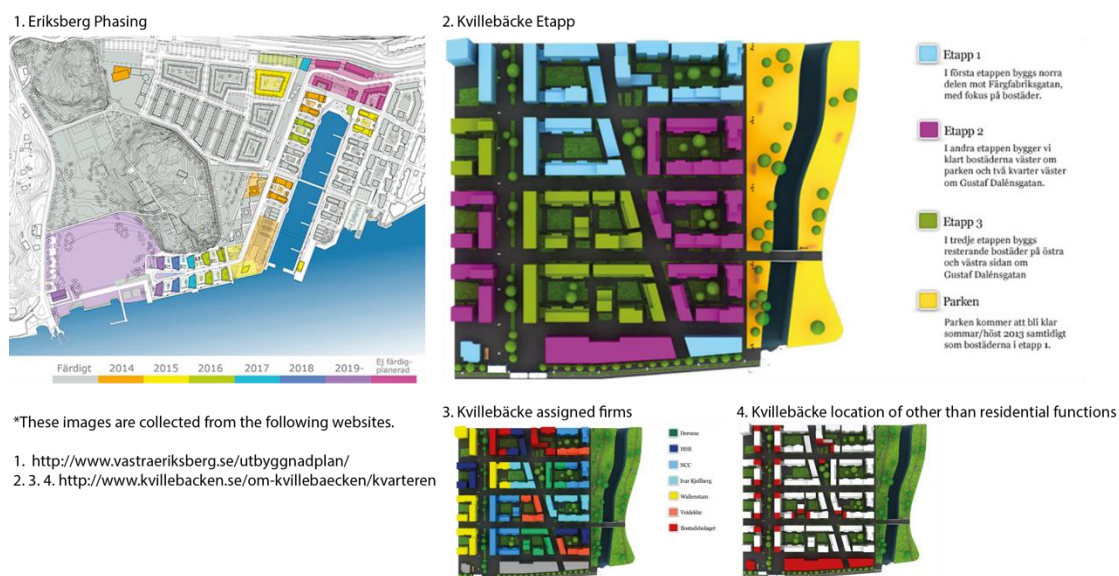 1. Eriksberg Phasing
Färdigt 2014 2015 2016 2017 2018 2019- Ej färdig-
planerad
2. Kvillebäcke Etapp
Etapp 1
I första etappen byggs norra
delen mot Färgfabriksgatan,
med fokus på bostäder.
Etapp 2
I andra etappen bygger vi
klart bostäderna väster om
parken och två kvarter väster
om Gustaf Dalénsgatan.
Etapp 3
I tredje etappen byggs
resterande bostäder på östra
och västra sidan om
Gustaf Dalénsgatan
Parken
Parken kommer att bli klar
sommar/höst 2013 samtidigt
som bostäderna i etapp 1.
*These images are collected from the following websites.
1. http://www.vastraeriksberg.se/utbyggnadplan/
2. 3. 4. http://www.kvillebacken.se/om-kvillebaecken/kvarteren
3. Kvillebäcke assigned firms
Derome
HSB
NCC
Ivar Kjellberg
Wallenstam
Veidekke
Bostadsbolaget
4. Kvillebäcke location of other than residential functions